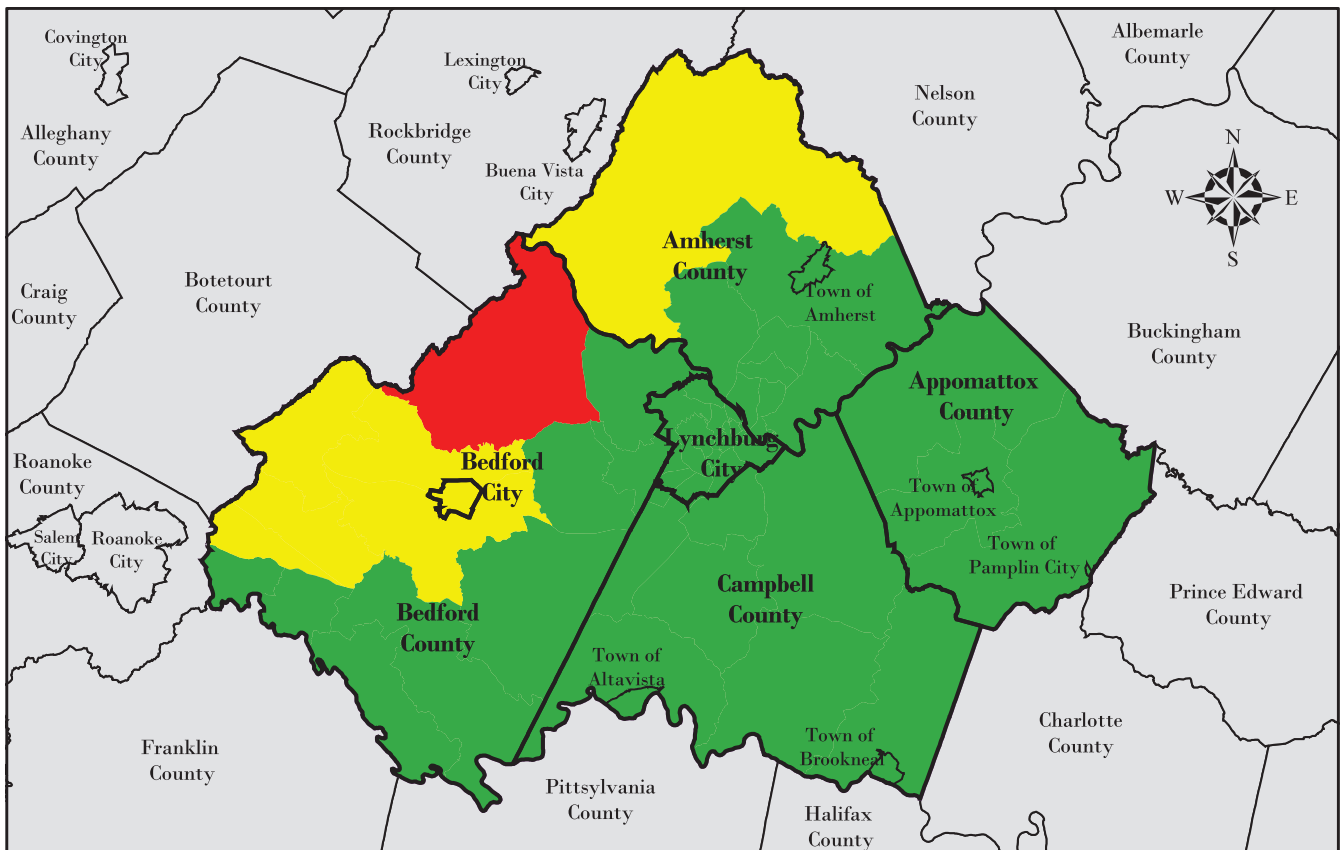 Covington
City
Lexington
City
Albemarle
County
Nelson
County
Alleghany
County
Rockbridge
County
Buena Vista
City
N
W
E
S
Amherst
County
Town of
Amherst
Craig
County
Botetourt
County
Buckingham
County
Appomattox
County
Lynchburg
City
Bedford
City
Roanoke
County
Salem
City
Roanoke
City
Town of
Appomattox
Town of
Pamplin City
Campbell
County
Prince Edward
County
Bedford
County
Town of
Altavista
Town of
Brookneal
Charlotte
County
Franklin
County
Pittsylvania
County
Halifax
County